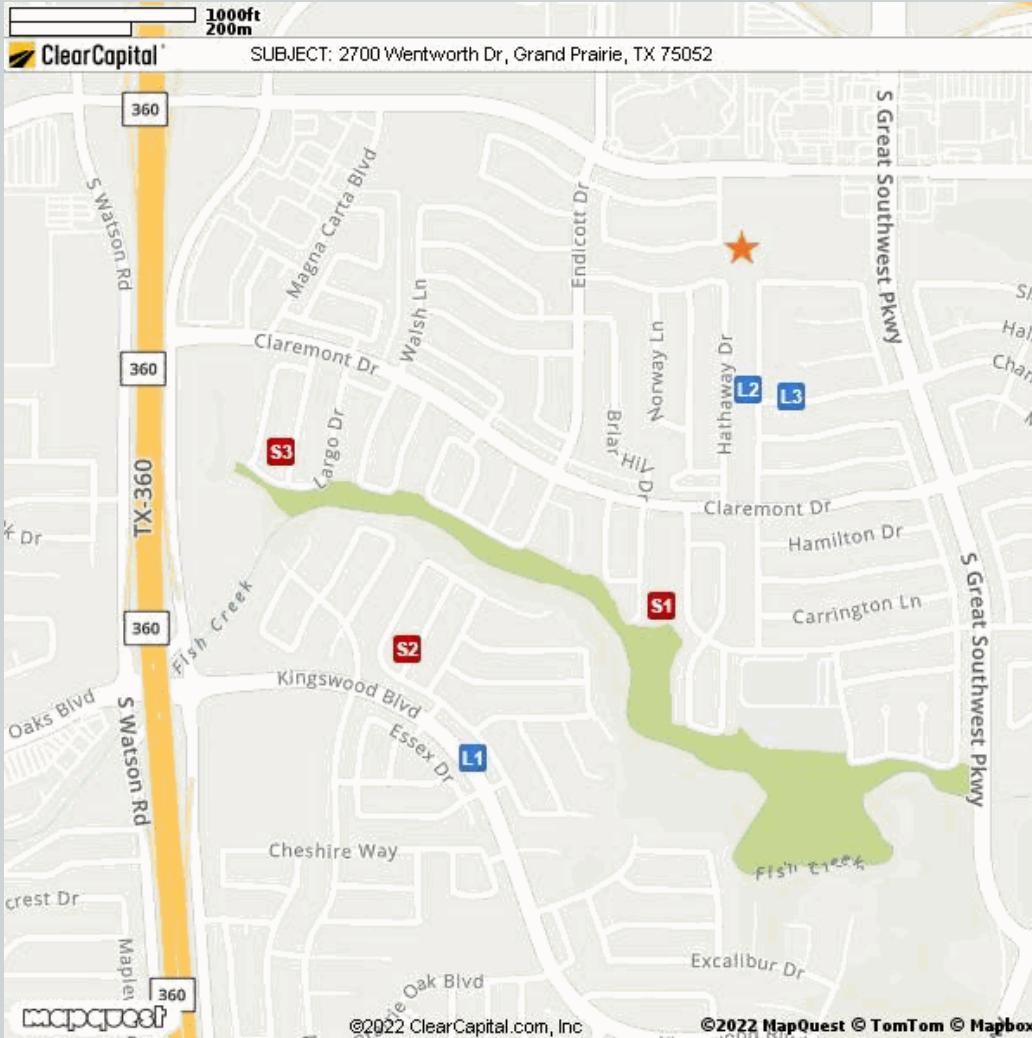 1000ft
200m
ClearCapital
SUBJECT: 2700 Wentworth Dr, Grand Prairie, TX 75052
360
S Watson Rd
Magna Carta Blvd
Endicott Dr
S Great Southwest Pkwy
Walsh Ln
Claremont Dr
360
Norway Ln
Hathaway Dr
L2
L3
Largo Dr
S3
Briar Hill Dr
TX-360
Claremont Dr
Hamilton Dr
Carrington Ln
Fish Creek
S1
360
S2
S Great Southwest Pkwy
Oaks Blvd
Kingswood Blvd
S Watson Rd
Essex Dr
L1
Cheshire Way
Fish Creek
crest Dr
Excalibur Dr
Oak Blvd
360
mapquest
©2022 ClearCapital.com, Inc
©2022 MapQuest © TomTom © Mapbox